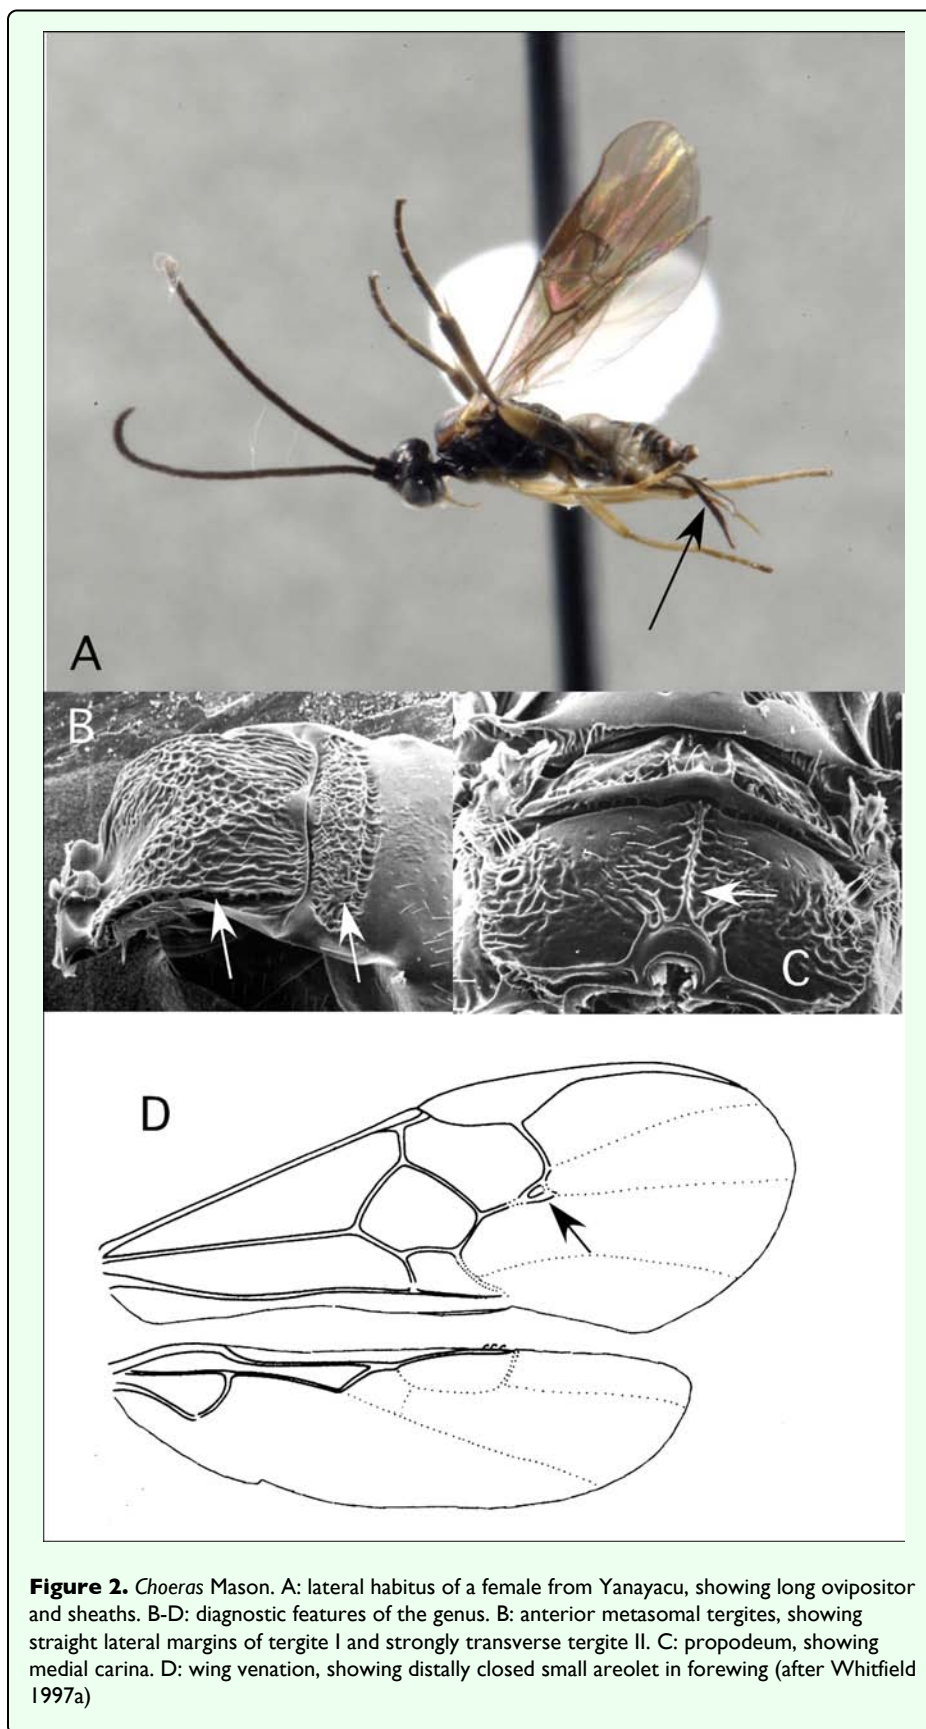 A
B
C
D
Figure 2. Choeras Mason. A: lateral habitus of a female from Yanayacu, showing long ovipositor
and sheaths. B-D: diagnostic features of the genus. B: anterior metasomal tergites, showing
straight lateral margins of tergite I and strongly transverse tergite II. C: propodeum, showing
medial carina. D: wing venation, showing distally closed small areolet in forewing (after Whitfield
1997a)